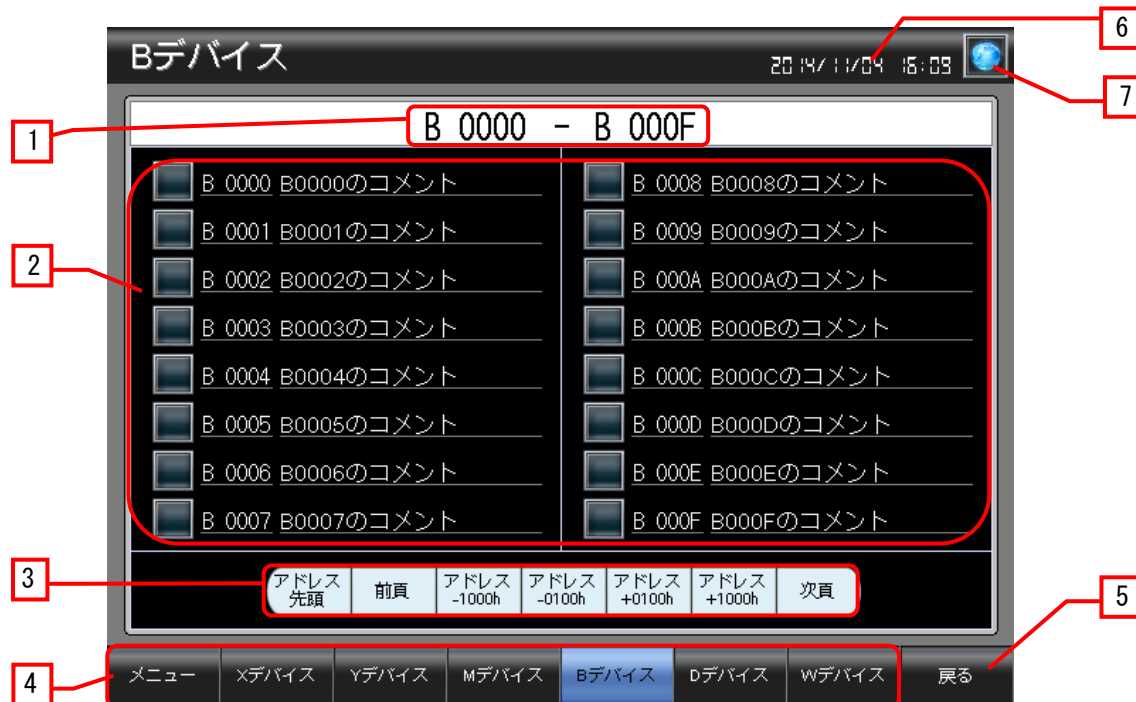 6
Bデバイス
2014/11/04 16:09
7
1
B 0000 - B 000F
B 0000 B0000のコメント
B 0001 B0001のコメント
B 0002 B0002のコメント
B 0003 B0003のコメント
B 0004 B0004のコメント
B 0005 B0005のコメント
B 0006 B0006のコメント
B 0007 B0007のコメント
B 0008 B0008のコメント
B 0009 B0009のコメント
B 000A B000Aのコメント
B 000B B000Bのコメント
B 000C B000Cのコメント
B 000D B000Dのコメント
B 000E B000Eのコメント
B 000F B000Fのコメント
2
3
アドレス
先頭
前頁
アドレス
-1000h
アドレス
-0100h
アドレス
+0100h
アドレス
+1000h
次頁
5
4
メニュー
Xデバイス
Yデバイス
Mデバイス
Bデバイス
Dデバイス
Wデバイス
戻る